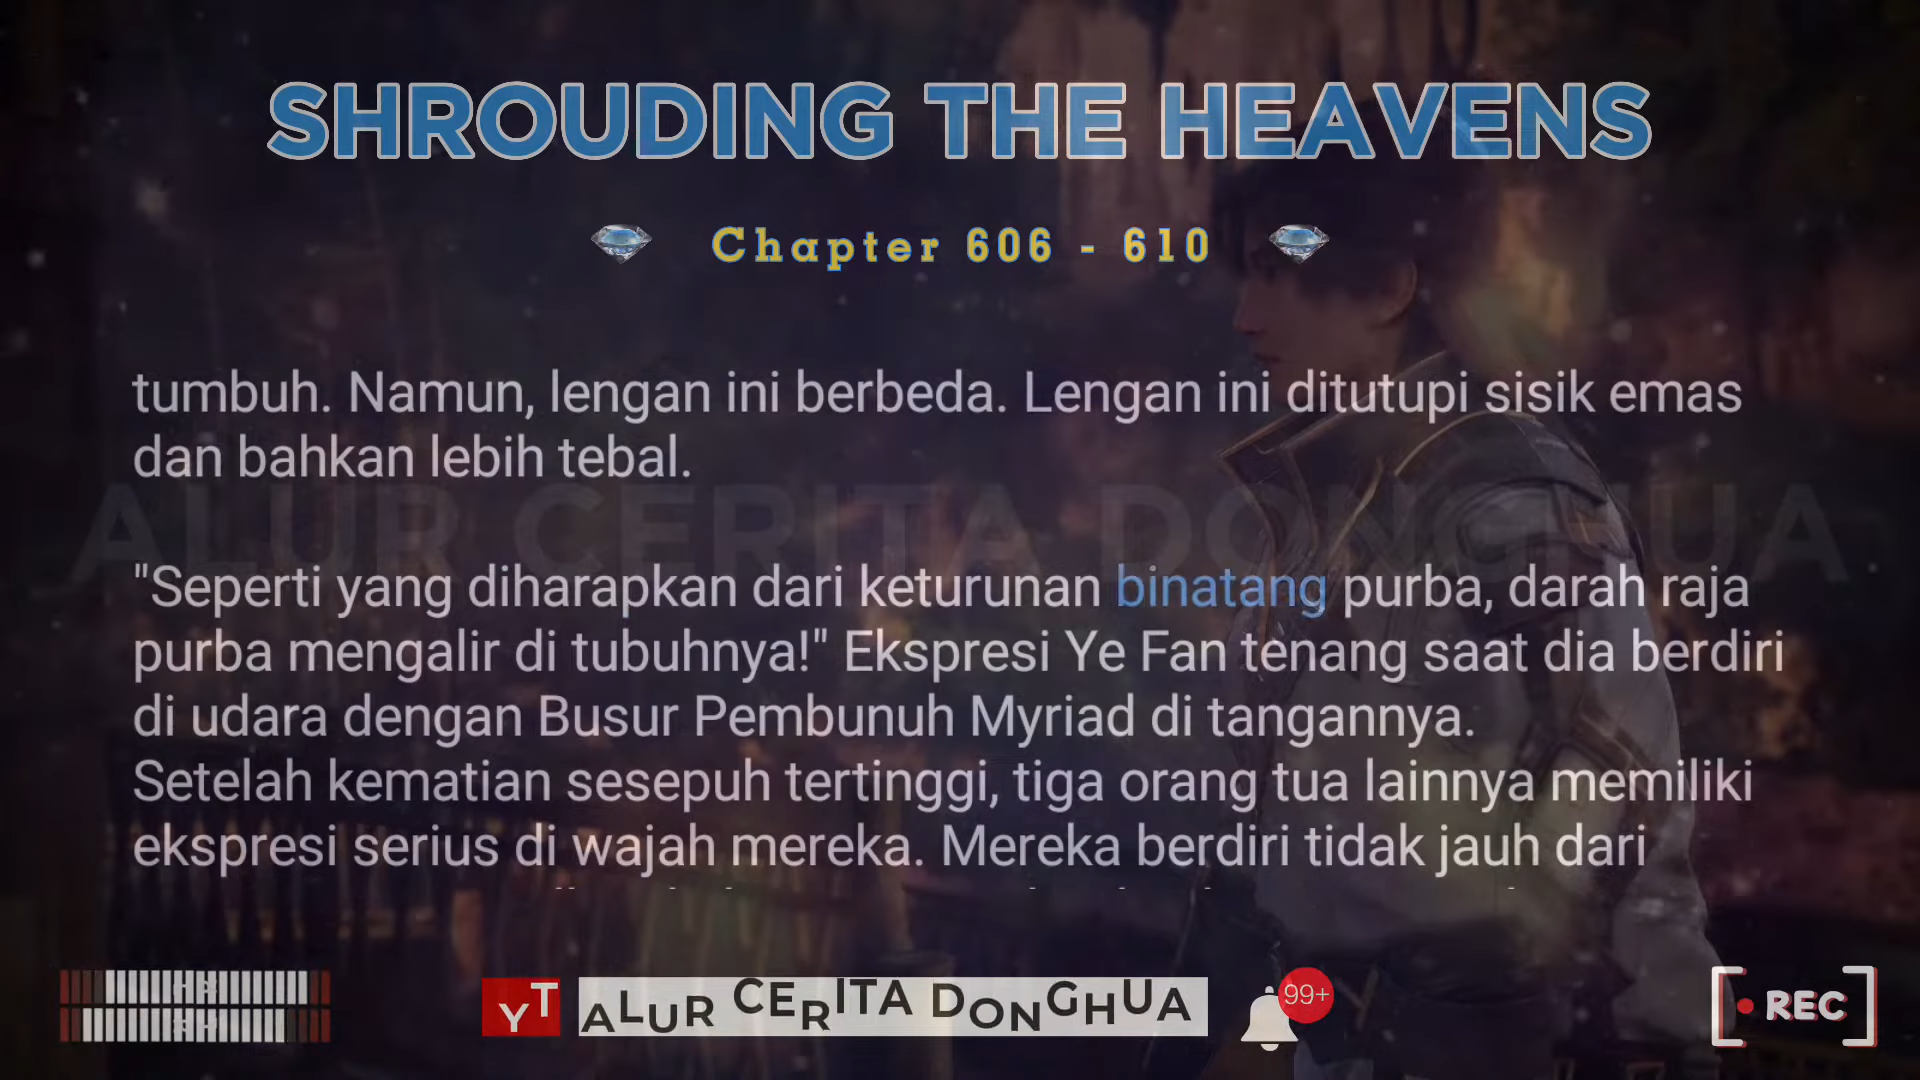 SHROUDING THE HEAVENS
Chapter 606 - 610
tumbuh. Namun, lengan ini berbeda. Lengan ini ditutupi sisik emas
dan bahkan lebih tebal.
ALUR CERITA DONGHUA
"Seperti yang diharapkan dari keturunan binatang purba, darah raja
purba mengalir di tubuhnya!" Ekspresi Ye Fan tenang saat dia berdiri
di udara dengan Busur Pembunuh Myriad di tangannya.
Setelah kematian sesepuh tertinggi, tiga orang tua lainnya memiliki
ekspresi serius di wajah mereka. Mereka berdiri tidak jauh dari
YT ALUR CERITA DONGHUA
99+
REC